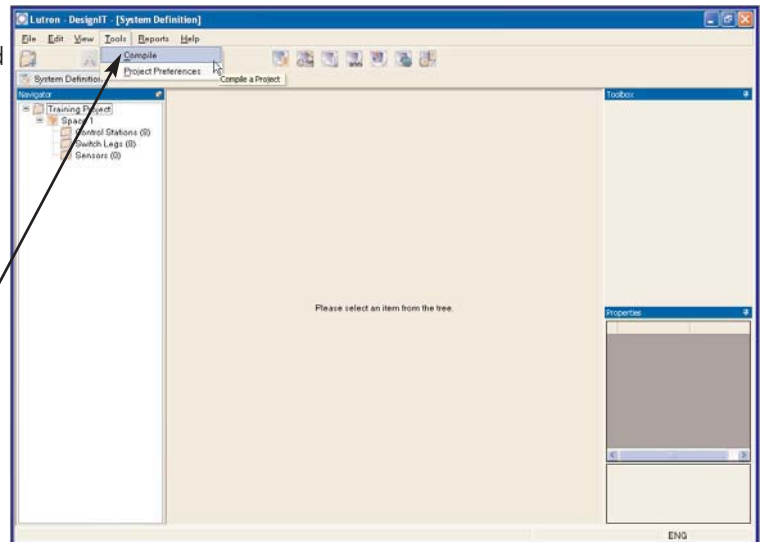 Lutron - DesignIT - [System Definition]
File Edit View Tools Reports Help
Compile
Project Preferences
Compile a Project
System Definition
Navigator
Toolbox
Training Project
Space 1
Control Stations (8)
Switch Legs (8)
Sensors (0)
Please select an item from the tree.
Properties
ENG